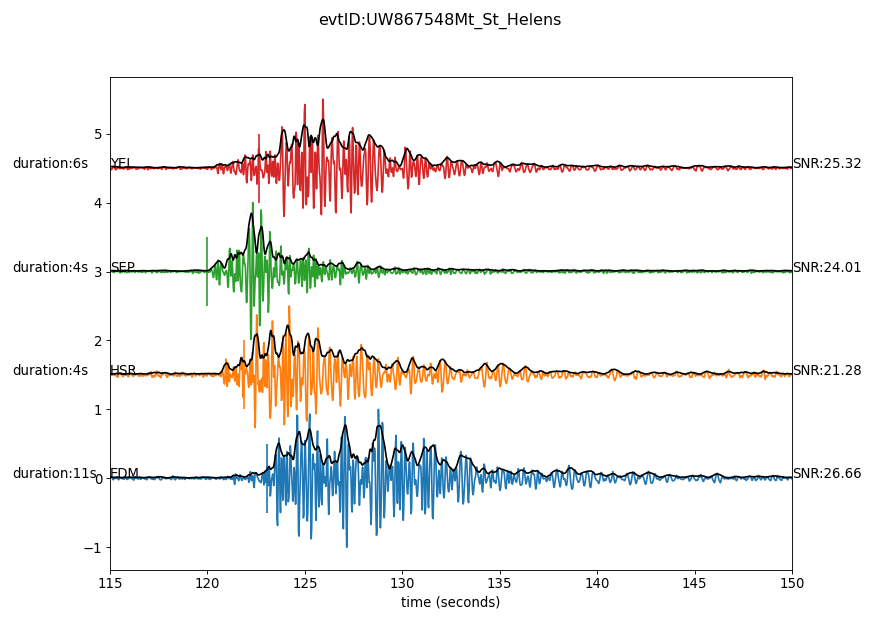 evtID:UW867548Mt_St_Helens
5
duration:6s YEL SNR:25.32
4
duration:4s SEP SNR:24.01
3
2
duration:4s HSR SNR:21.28
1
duration:11s EDM SNR:26.66
0
−1
115 120 125 130 135 140 145 150
time (seconds)